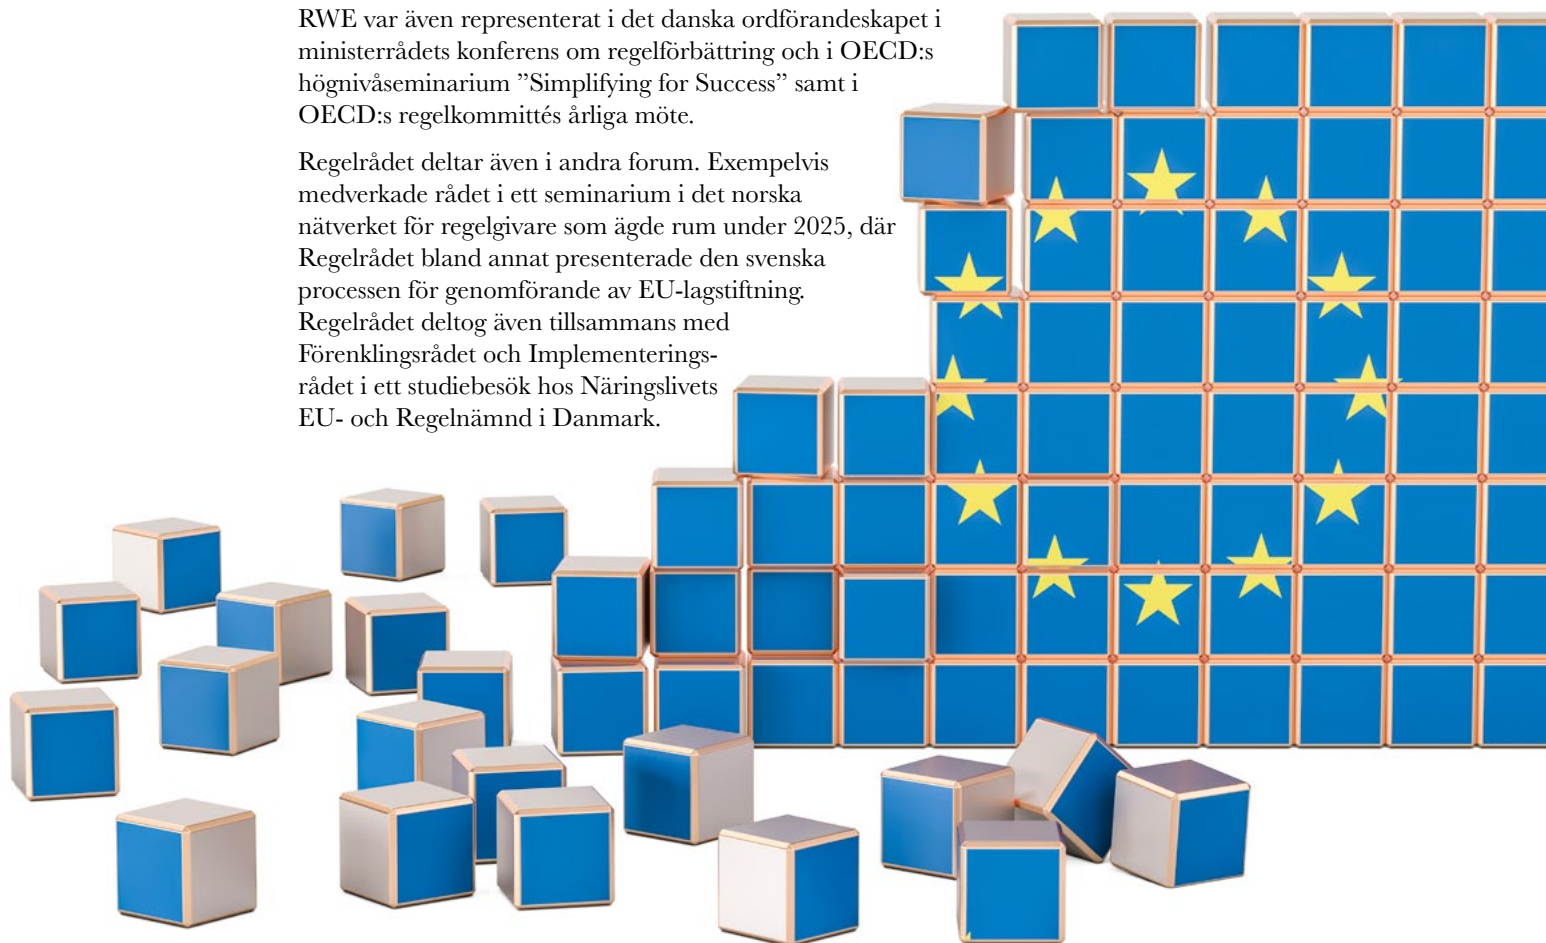 RWE var även representerat i det danska ordförandeskapet i
ministerrådets konferens om regelförbättring och i OECD:s
högnivåseminarium ”Simplifying for Success” samt i
OECD:s regelkommittés årliga möte.
Regelrådet deltar även i andra forum. Exempelvis
medverkade rådet i ett seminarium i det norska
nätverket för regelgivare som ägde rum under 2025, där
Regelrådet bland annat presenterade den svenska
processen för genomförande av EU-lagstiftning.
Regelrådet deltog även tillsammans med
Förenklingsrådet och Implementerings-
rådet i ett studiebesök hos Näringslivets
EU- och Regelnämnd i Danmark.